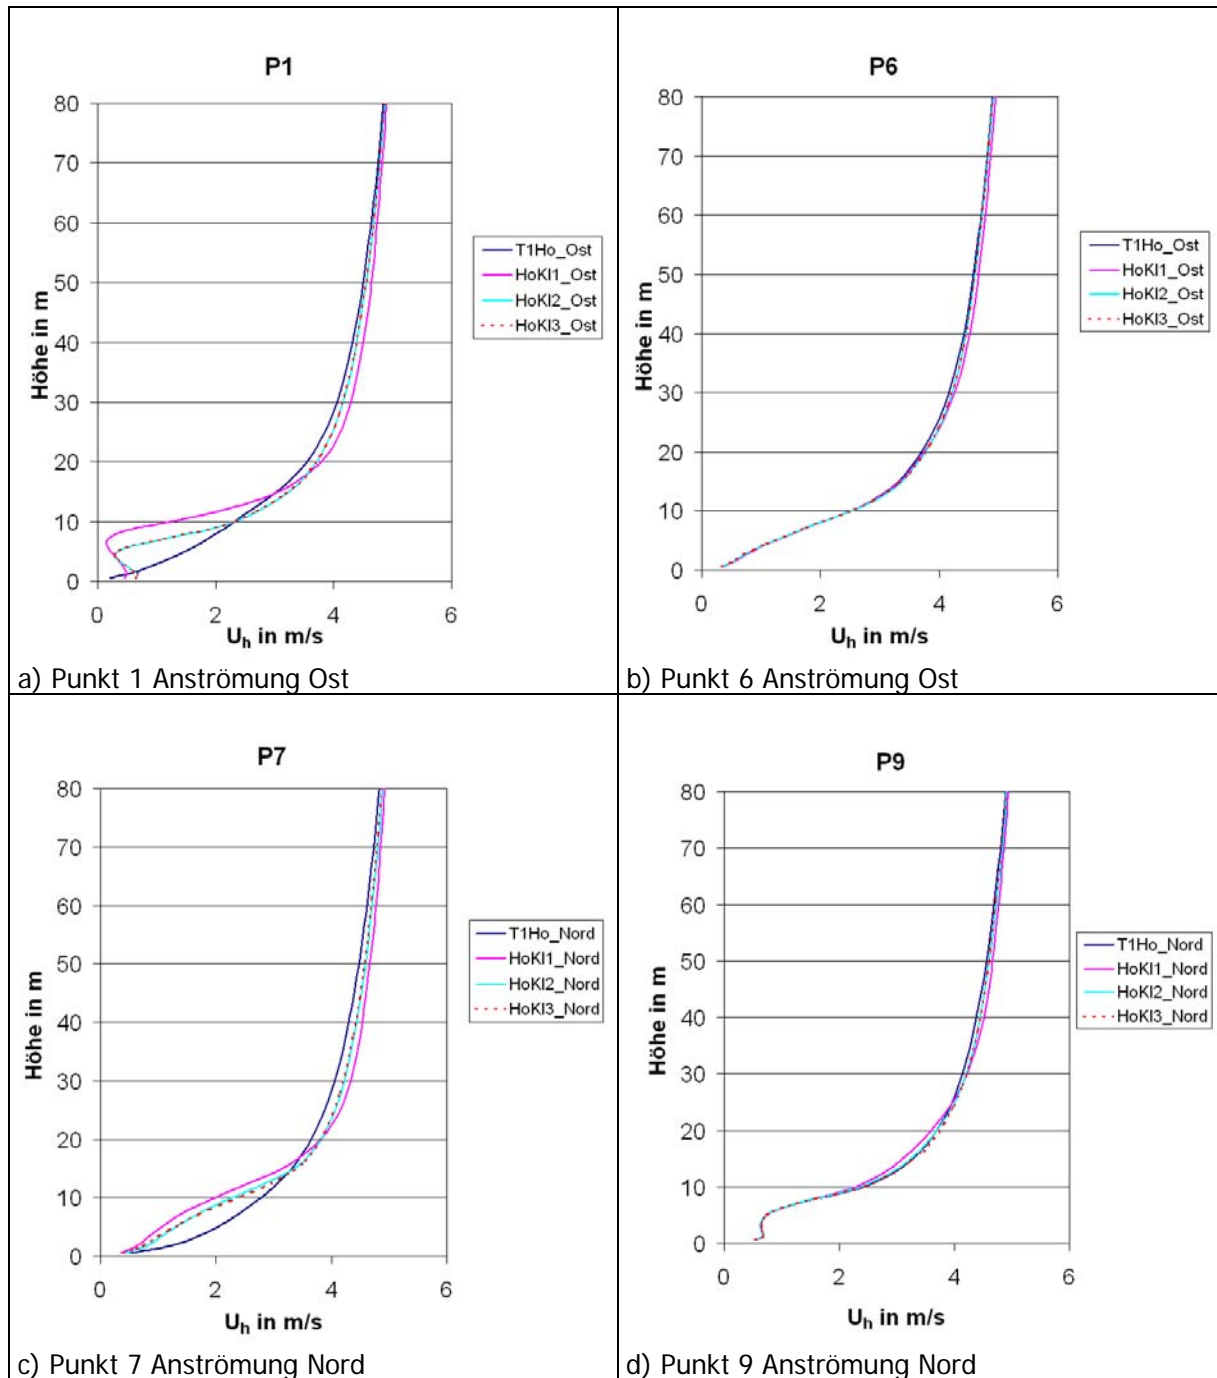 P1
80
70
60
50
40
30
20
10
0
Höhe in m
0 2 4 6
U_h in m/s
T1Ho_Ost
HoKl1_Ost
HoKl2_Ost
HoKl3_Ost
a) Punkt 1 Anströmung Ost
P6
80
70
60
50
40
30
20
10
0
Höhe in m
0 2 4 6
U_h in m/s
T1Ho_Ost
HoKl1_Ost
HoKl2_Ost
HoKl3_Ost
b) Punkt 6 Anströmung Ost
P7
80
70
60
50
40
30
20
10
0
Höhe in m
0 2 4 6
U_h in m/s
T1Ho_Nord
HoKl1_Nord
HoKl2_Nord
HoKl3_Nord
c) Punkt 7 Anströmung Nord
P9
80
70
60
50
40
30
20
10
0
Höhe in m
0 2 4 6
U_h in m/s
T1Ho_Nord
HoKl1_Nord
HoKl2_Nord
HoKl3_Nord
d) Punkt 9 Anströmung Nord